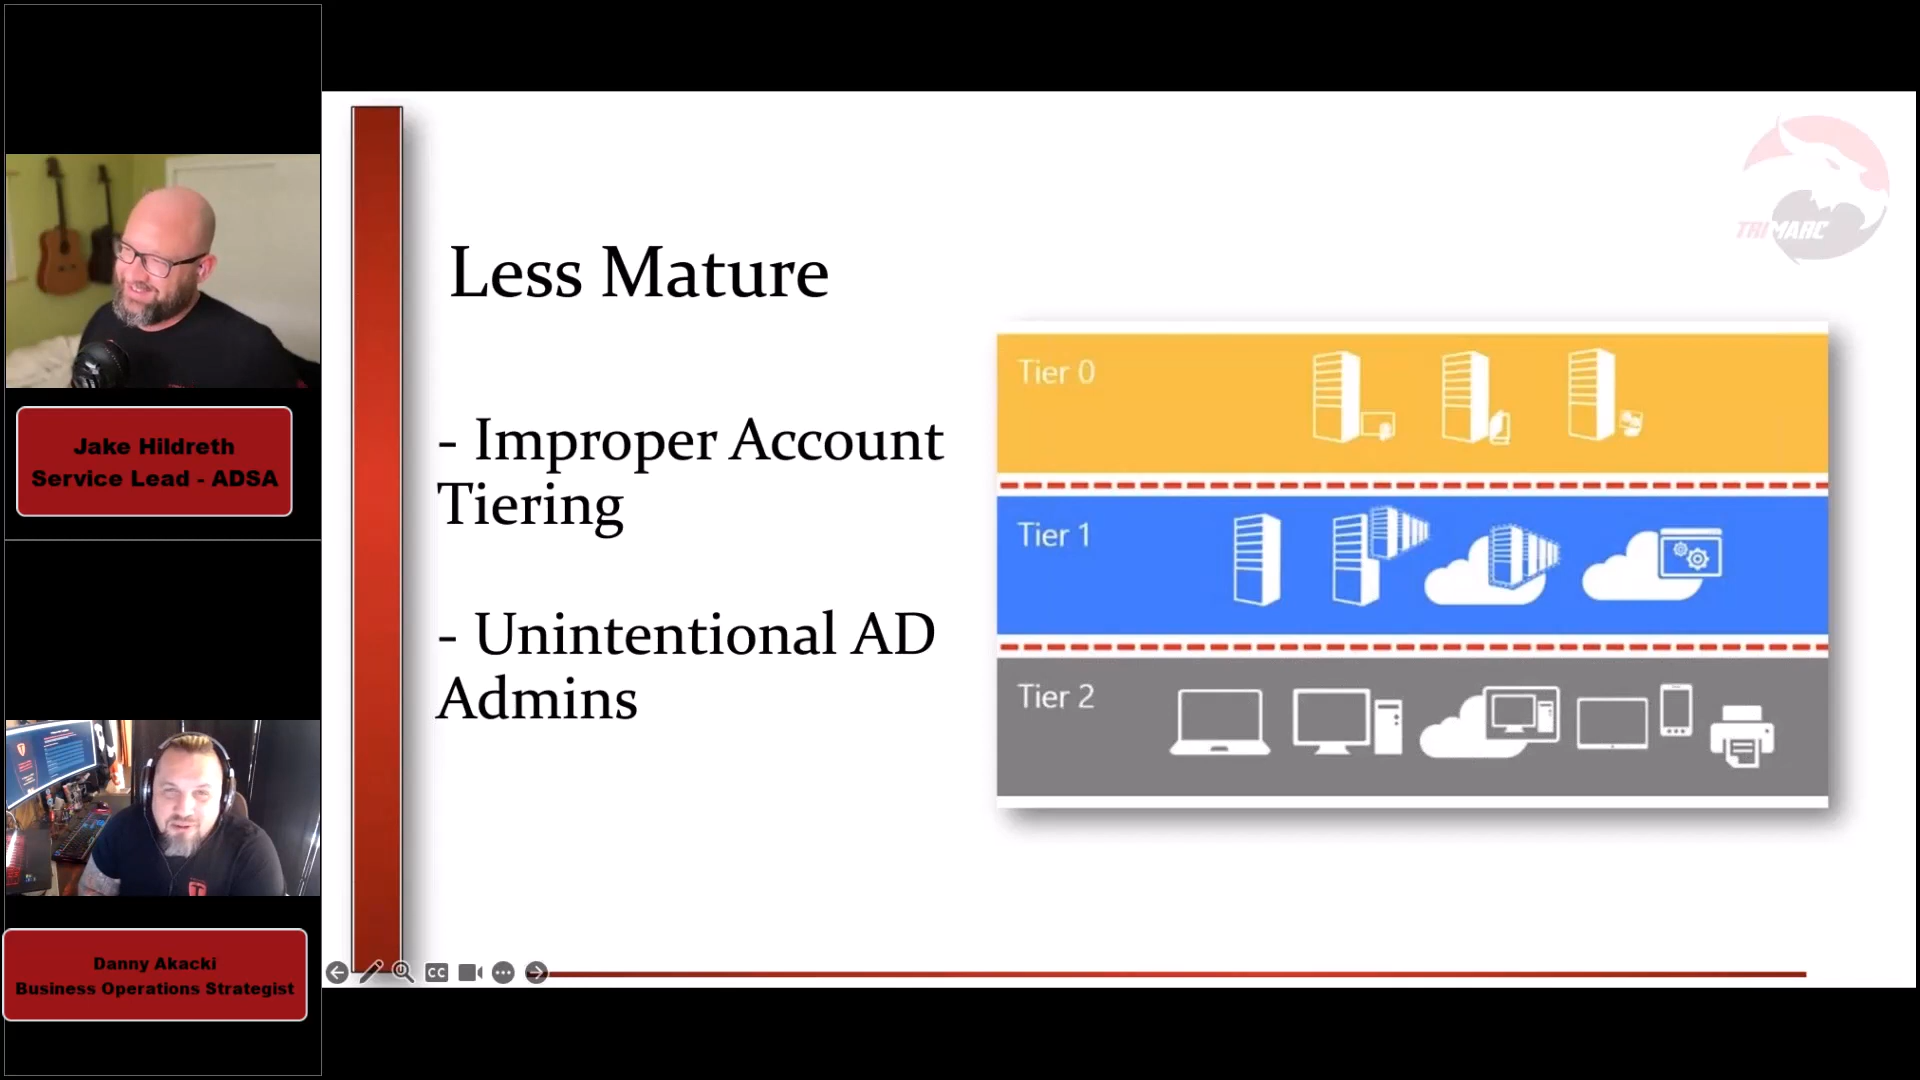 Jake Hildreth
Service Lead - ADSA
Danny Akacki
Business Operations Strategist
TRIMARC
Less Mature
- Improper Account
Tiering
- Unintentional AD
Admins
Tier 0
Tier 1
Tier 2
CC